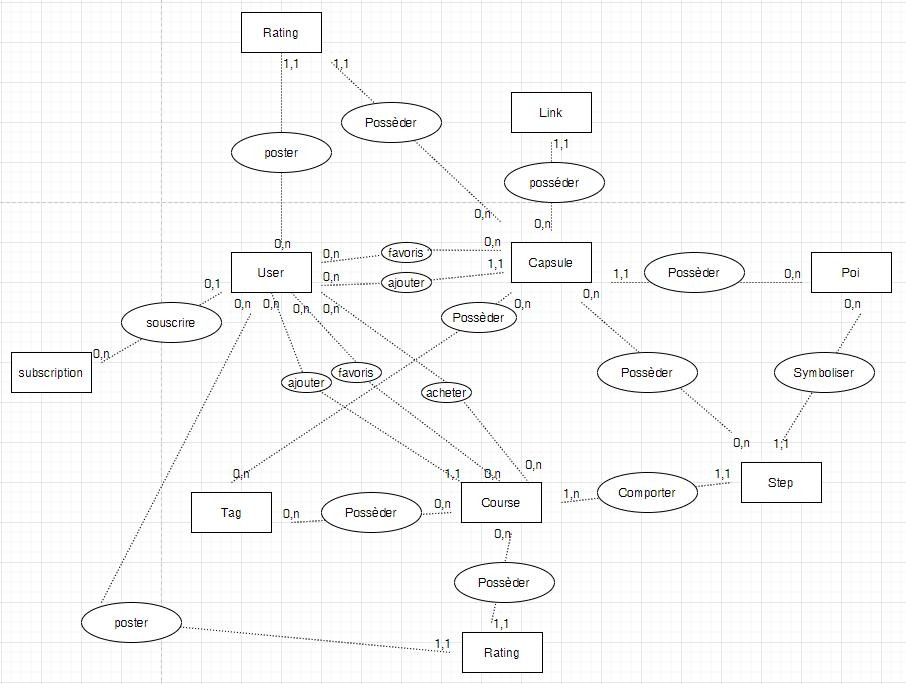 Rating
1,1
1,1
Link
Possèder
1,1
poster
posséder
0,n
0,n
0,n
0,n
0,n
favoris
User
Capsule
1,1
Possèder
0,n
Poi
1,1
0,n
ajouter
0,1
0,n
0,n
0,n
0,n
0,n
0,n
0,n
souscrire
Possèder
0,n
subscription
ajouter
favoris
acheter
Possèder
Symboliser
0,n
1,1
0,n
0,n
0,n
1,1
1,1
Step
Tag
0,n
Possèder
0,n
Course
1,n
Comporter
0,n
Possèder
poster
1,1
1,1
Rating